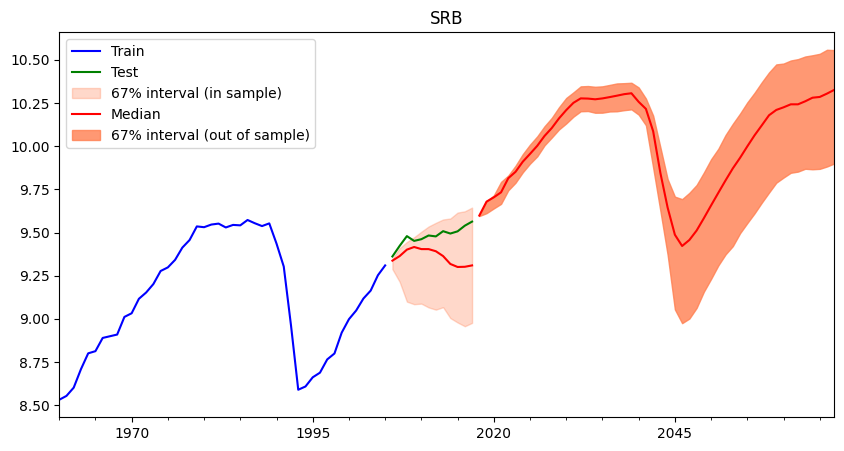 SRB
Train
Test
67% interval (in sample)
Median
67% interval (out of sample)
10.50
10.25
10.00
9.75
9.50
9.25
9.00
8.75
8.50
1970
1995
2020
2045